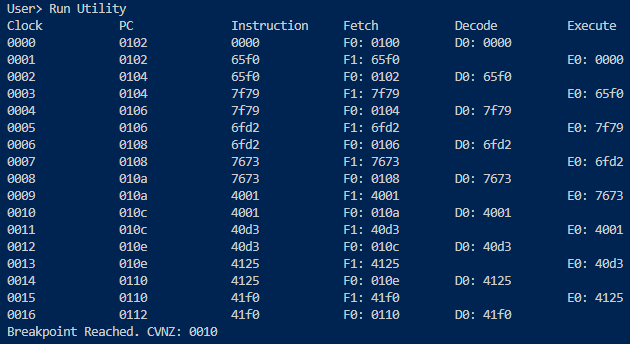 User> Run Utility
Clock PC Instruction Fetch Decode Execute
0000 0102 0000 F0: 0100 D0: 0000
0001 0102 65f0 F1: 65f0 E0: 0000
0002 0104 65f0 F0: 0102 D0: 65f0
0003 0104 7f79 F1: 7f79 E0: 65f0
0004 0106 7f79 F0: 0104 D0: 7f79
0005 0106 6fd2 F1: 6fd2 E0: 7f79
0006 0108 6fd2 F0: 0106 D0: 6fd2
0007 0108 7673 F1: 7673 E0: 6fd2
0008 010a 7673 F0: 0108 D0: 7673
0009 010a 4001 F1: 4001 E0: 7673
0010 010c 4001 F0: 010a D0: 4001
0011 010c 40d3 F1: 40d3 E0: 4001
0012 010e 40d3 F0: 010c D0: 40d3
0013 010e 4125 F1: 4125 E0: 40d3
0014 0110 4125 F0: 010e D0: 4125
0015 0110 41f0 F1: 41f0 E0: 4125
0016 0112 41f0 F0: 0110 D0: 41f0
Breakpoint Reached. CVNZ: 0010